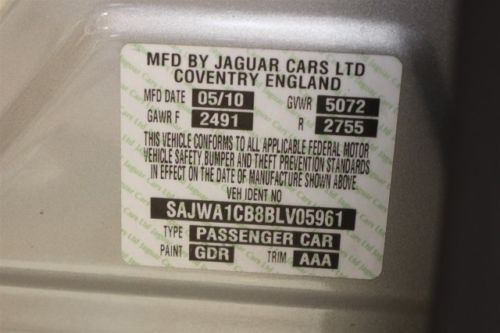 MFD BY JAGUAR CARS LTD
COVENTRY ENGLAND
MFD DATE 05/10 GVWR 5072
GAWR F 2491 R 2755
THIS VEHICLE CONFORMS TO ALL APPLICABLE FEDERAL MOTOR
VEHICLE SAFETY, BUMPER AND THEFT PREVENTION STANDARDS
IN EFFECT ON THE DATE OF MANUFACTURE SHOWN ABOVE.
VEH IDENT NO
SAJWA1CB8BLV05961
TYPE PASSENGER CAR
PAINT GDR TRIM AAA